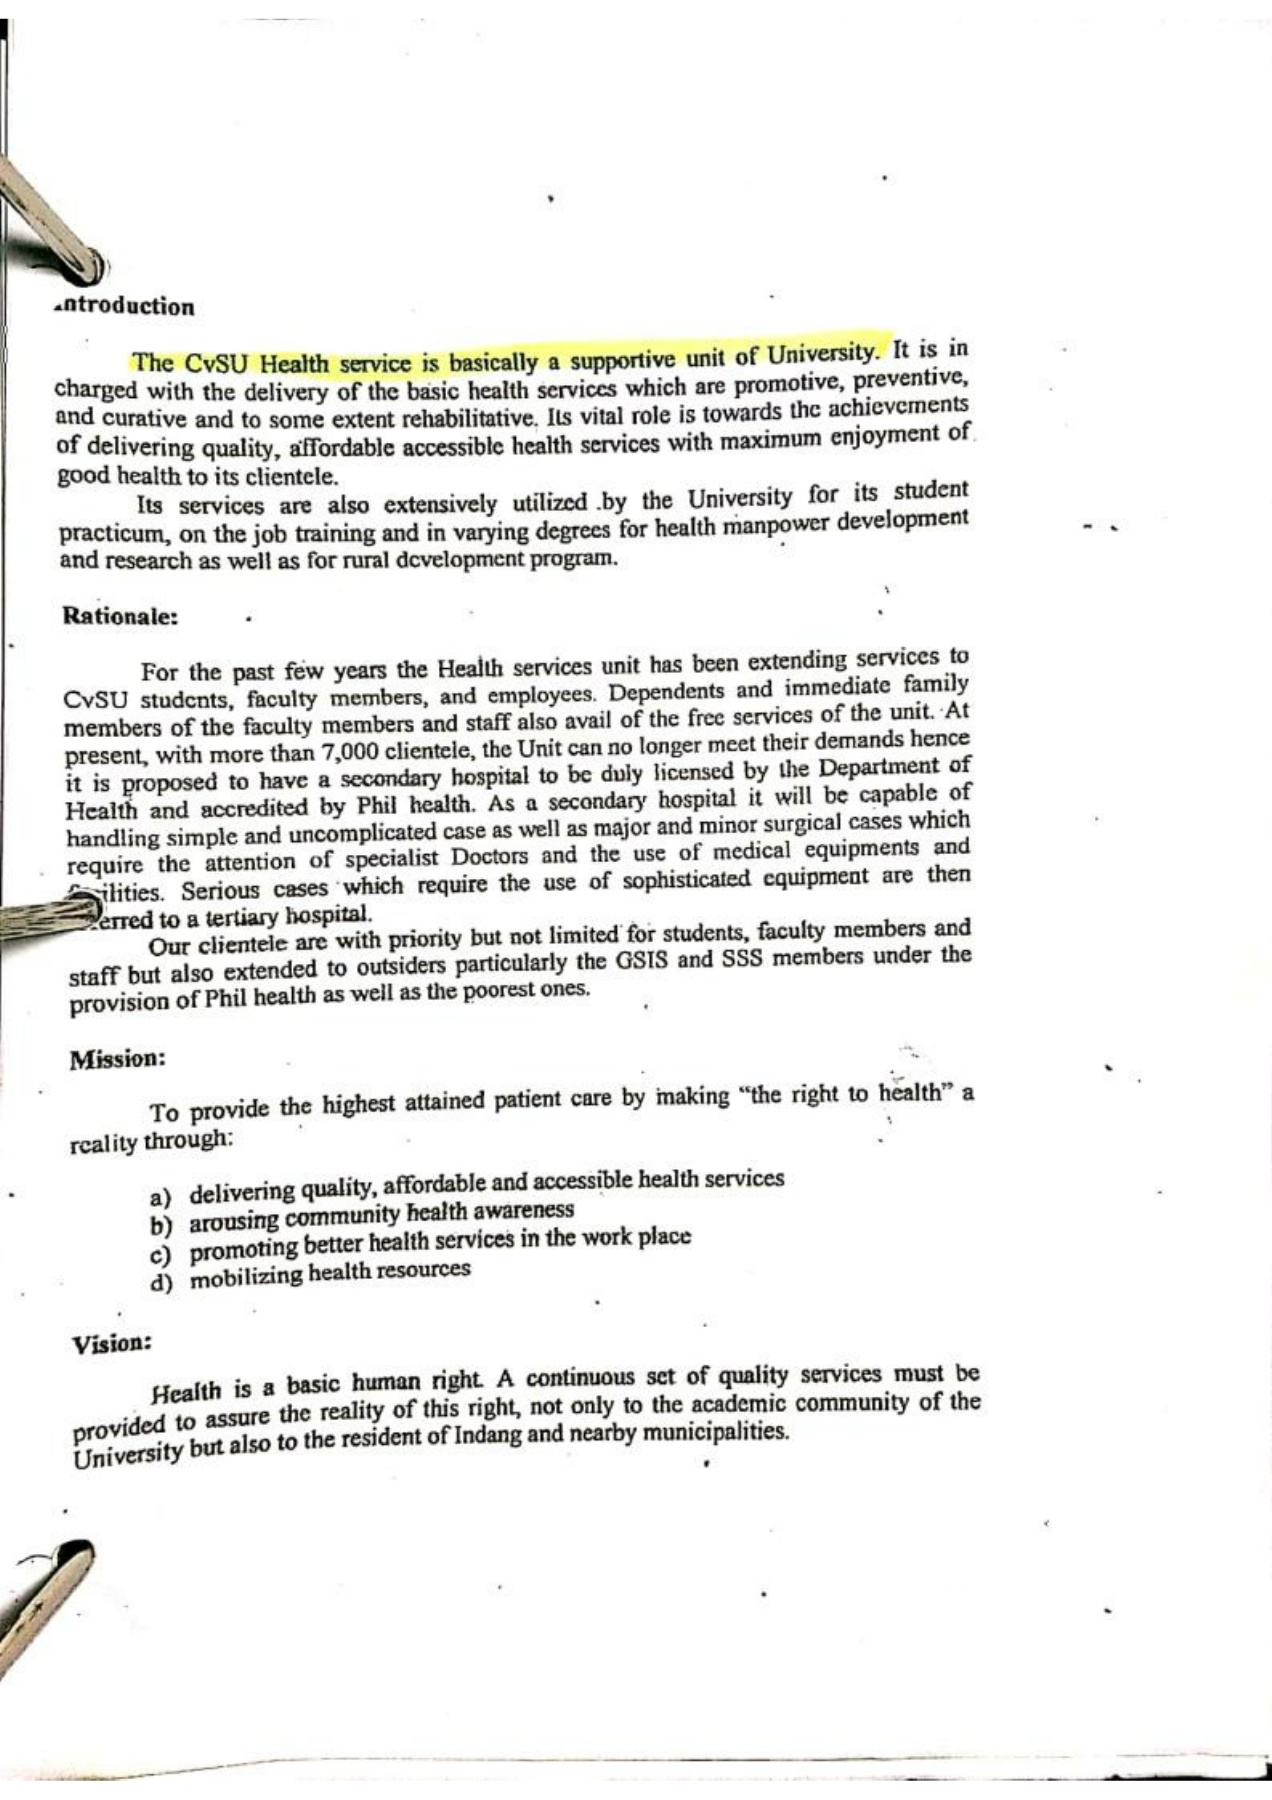 ntroduction
The CvSU Health service is basically a supportive unit of University. It is in
charged with the delivery of the basic health services which are promotive, preventive,
and curative and to some extent rehabilitative. Its vital role is towards the achievements
of delivering quality, affordable accessible health services with maximum enjoyment of
good health to its clientele.
Its services are also extensively utilized .by the University for its student
practicum, on the job training and in varying degrees for health manpower development
and research as well as for rural development program.
Rationale:
For the past few years the Health services unit has been extending services to
CvSU students, faculty members, and employees. Dependents and immediate family
members of the faculty members and staff also avail of the free services of the unit. At
present, with more than 7,000 clientele, the Unit can no longer meet their demands hence
it is proposed to have a secondary hospital to be duly licensed by the Department of
Health and accredited by Phil health. As a secondary hospital it will be capable of
handling simple and uncomplicated case as well as major and minor surgical cases which
require the attention of specialist Doctors and the use of medical equipments and
ilities. Serious cases which require the use of sophisticated equipment are then
erred to a tertiary hospital.
Our clientele are with priority but not limited for students, faculty members and
staff but also extended to outsiders particularly the GSIS and SSS members under the
provision of Phil health as well as the poorest ones.
Mission:
To provide the highest attained patient care by making “the right to health” a
reality through:
a) delivering quality, affordable and accessible health services
b) arousing community health awareness
c) promoting better health services in the work place
d) mobilizing health resources
Vision:
Health is a basic human right. A continuous set of quality services must be
provided to assure the reality of this right, not only to the academic community of the
University but also to the resident of Indang and nearby municipalities.